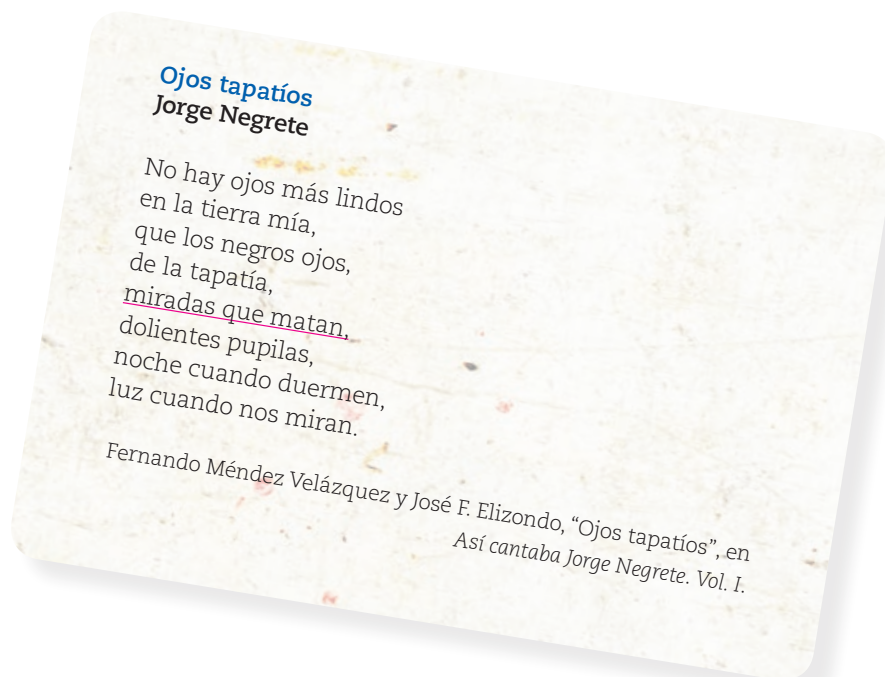 Ojos tapatíos
Jorge Negrete
No hay ojos más lindos
en la tierra mía,
que los negros ojos,
de la tapatía,
miradas que matan,
dolientes pupilas,
noche cuando duermen,
luz cuando nos miran.
Fernando Méndez Velázquez y José F. Elizondo, “Ojos tapatíos”, en
Así cantaba Jorge Negrete. Vol. I.